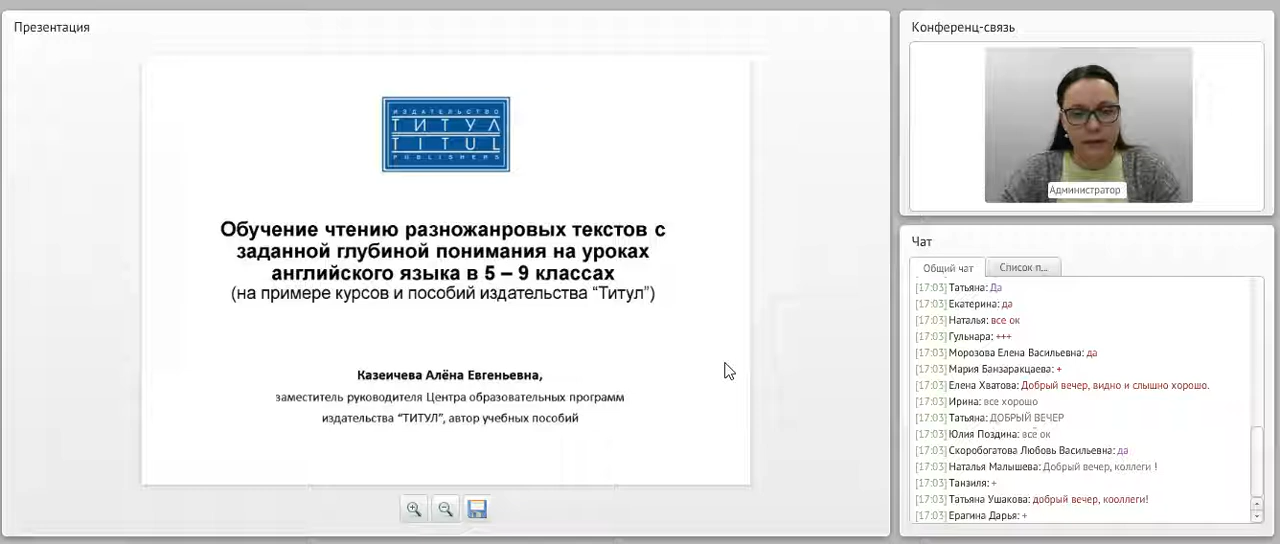 Презентация
ИЗДАТЕЛЬСТВО
ТИТУЛ
TITUL
PUBLISHERS
Обучение чтению разножанровых текстов с
заданной глубиной понимания на уроках
английского языка в 5 – 9 классах
(на примере курсов и пособий издательства “Титул”)
Казеичева Алёна Евгеньевна,
заместитель руководителя Центра образовательных программ
издательства “ТИТУЛ”, автор учебных пособий
Конференц-связь
Администратор
Чат
Общий чат
Список п...
[17:03] Татьяна: Да
[17:03] Екатерина: да
[17:03] Наталья: все ок
[17:03] Гульнара: +++
[17:03] Морозова Елена Васильевна: да
[17:03] Мария Банзаракцаева: +
[17:03] Елена Хватова: Добрый вечер, видно и слышно хорошо.
[17:03] Ирина: все хорошо
[17:03] Татьяна: ДОБРЫЙ ВЕЧЕР
[17:03] Юлия Поздина: все ок
[17:03] Скоробогатова Любовь Васильевна: да
[17:03] Наталья Малышева: Добрый вечер, коллеги !
[17:03] Танзиля: +
[17:03] Татьяна Ушакова: добрый вечер, кооллеги!
[17:03] Ерагина Дарья: +